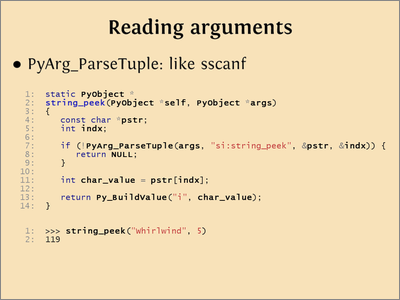 Reading arguments
● PyArg_ParseTuple: like sscanf
1: static PyObject *
2: string_peek(PyObject *self, PyObject *args)
3: {
4: const char *pstr;
5: int indx;
6:
7: if (!PyArg_ParseTuple(args, "si:string_peek", &pstr, &indx)) {
8: return NULL;
9: }
10:
11: int char_value = pstr[indx];
12:
13: return Py_BuildValue("i", char_value);
14: }
1: >>> string_peek("Whirlwind", 5)
2: 119